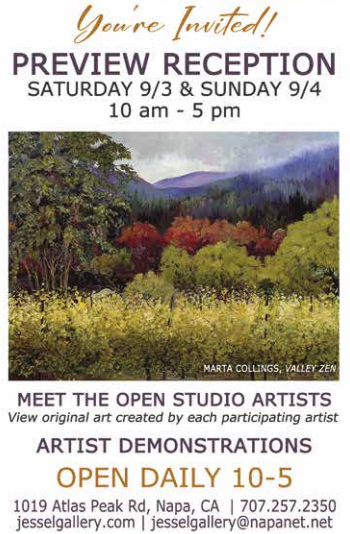 You're Invited!
PREVIEW RECEPTION
SATURDAY 9/3 & SUNDAY 9/4
10 am - 5 pm
MARTA COLLINGS, VALLEY ZEN
MEET THE OPEN STUDIO ARTISTS
View original art created by each participating artist
ARTIST DEMONSTRATIONS
OPEN DAILY 10-5
1019 Atlas Peak Rd, Napa, CA | 707.257.2350
jesselgallery.com | jesselgallery@napanet.net